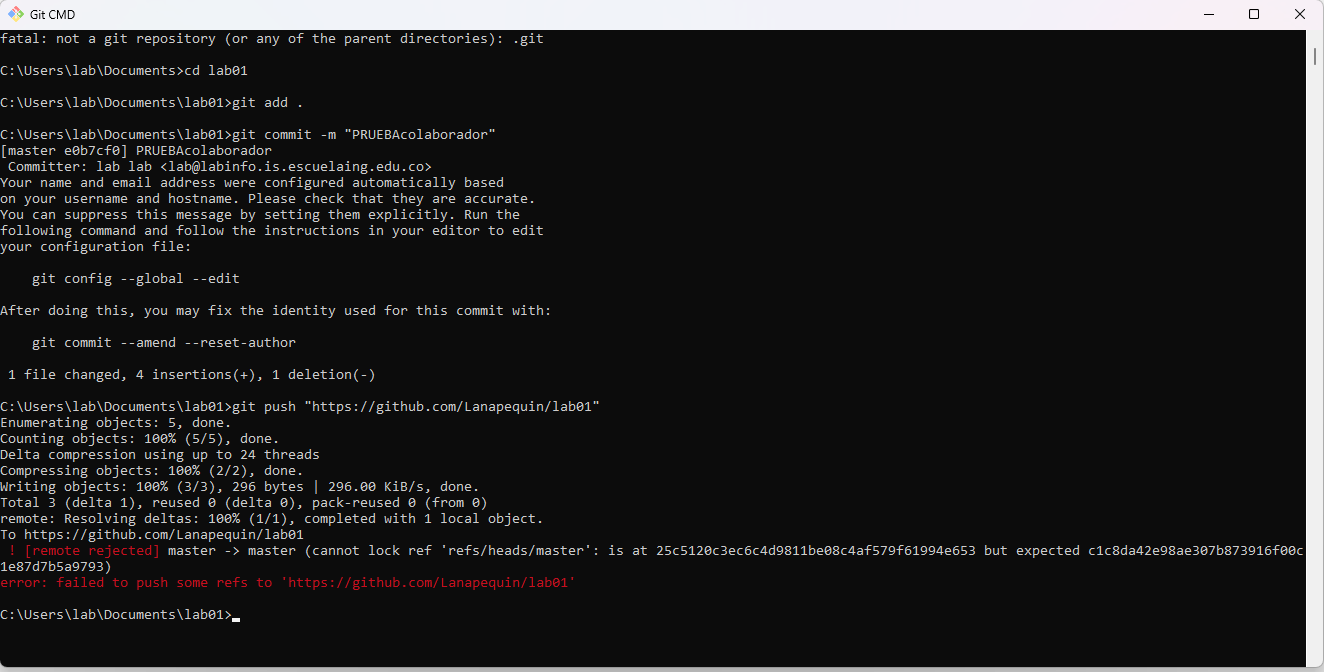 Git CMD
fatal: not a git repository (or any of the parent directories): .git
C:\Users\lab\Documents>cd lab01
C:\Users\lab\Documents\lab01>git add .
C:\Users\lab\Documents\lab01>git commit -m "PRUEBAcolaborador"
[master e0b7cf0] PRUEBAcolaborador
 Committer: lab lab <lab@labinfo.is.escuelaing.edu.co>
Your name and email address were configured automatically based
on your username and hostname. Please check that they are accurate.
You can suppress this message by setting them explicitly. Run the
following command and follow the instructions in your editor to edit
your configuration file:
    git config --global --edit
After doing this, you may fix the identity used for this commit with:
    git commit --amend --reset-author
 1 file changed, 4 insertions(+), 1 deletion(-)
C:\Users\lab\Documents\lab01>git push "https://github.com/Lanapequin/lab01"
Enumerating objects: 5, done.
Counting objects: 100% (5/5), done.
Delta compression using up to 24 threads
Compressing objects: 100% (2/2), done.
Writing objects: 100% (3/3), 296 bytes | 296.00 KiB/s, done.
Total 3 (delta 1), reused 0 (delta 0), pack-reused 0 (from 0)
remote: Resolving deltas: 100% (1/1), completed with 1 local object.
To https://github.com/Lanapequin/lab01
 ! [remote rejected] master -> master (cannot lock ref 'refs/heads/master': is at 25c5120c3ec6c4d9811be08c4af579f61994e653 but expected c1c8da42e98ae307b873916f00c
1e87d7b5a9793)
error: failed to push some refs to 'https://github.com/Lanapequin/lab01'
C:\Users\lab\Documents\lab01>